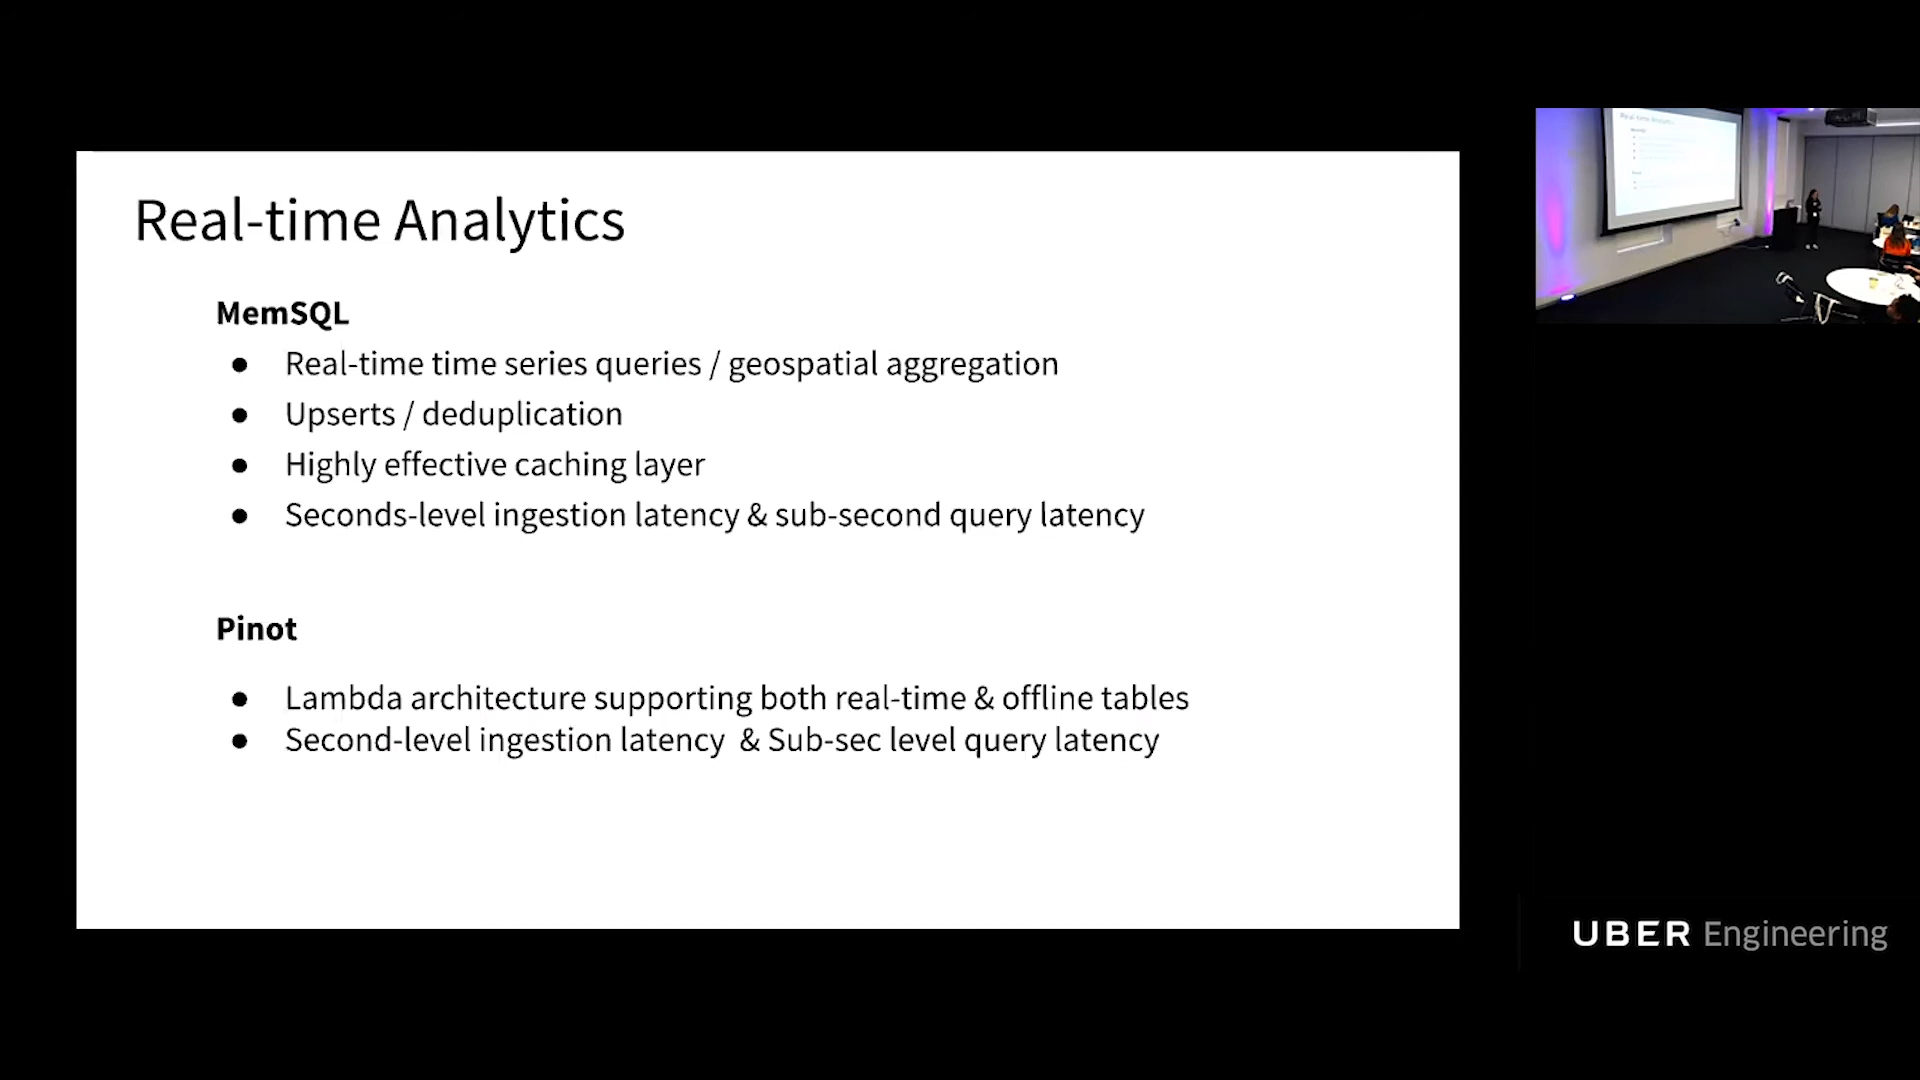 Real-time Analytics
MemSQL
● Real-time time series queries / geospatial aggregation
● Upserts / deduplication
● Highly effective caching layer
● Seconds-level ingestion latency & sub-second query latency
Pinot
● Lambda architecture supporting both real-time & offline tables
● Second-level ingestion latency & Sub-sec level query latency
UBER Engineering